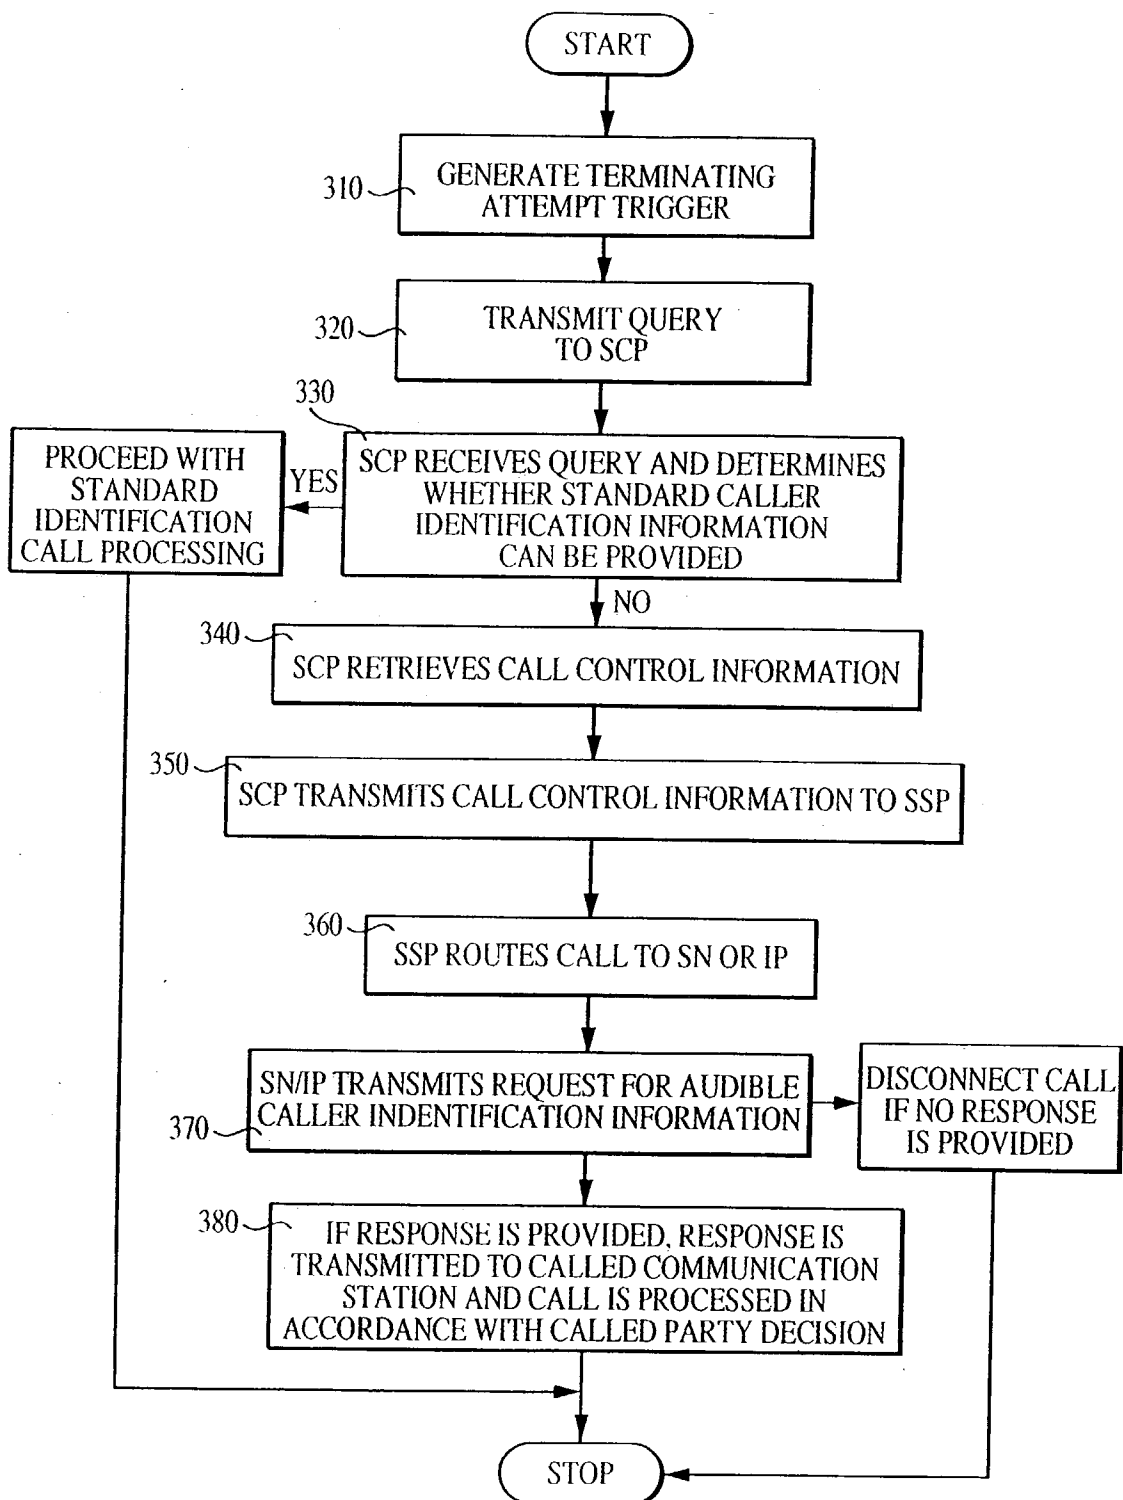 START
310
GENERATE TERMINATING
ATTEMPT TRIGGER
320
TRANSMIT QUERY
TO SCP
330
SCP RECEIVES QUERY AND DETERMINES
WHETHER STANDARD CALLER
IDENTIFICATION INFORMATION
CAN BE PROVIDED
YES
PROCEED WITH
STANDARD
IDENTIFICATION
CALL PROCESSING
NO
340
SCP RETRIEVES CALL CONTROL INFORMATION
350
SCP TRANSMITS CALL CONTROL INFORMATION TO SSP
360
SSP ROUTES CALL TO SN OR IP
370
SN/IP TRANSMITS REQUEST FOR AUDIBLE
CALLER INDENTIFICATION INFORMATION
DISCONNECT CALL
IF NO RESPONSE
IS PROVIDED
380
IF RESPONSE IS PROVIDED, RESPONSE IS
TRANSMITTED TO CALLED COMMUNICATION
STATION AND CALL IS PROCESSED IN
ACCORDANCE WITH CALLED PARTY DECISION
STOP